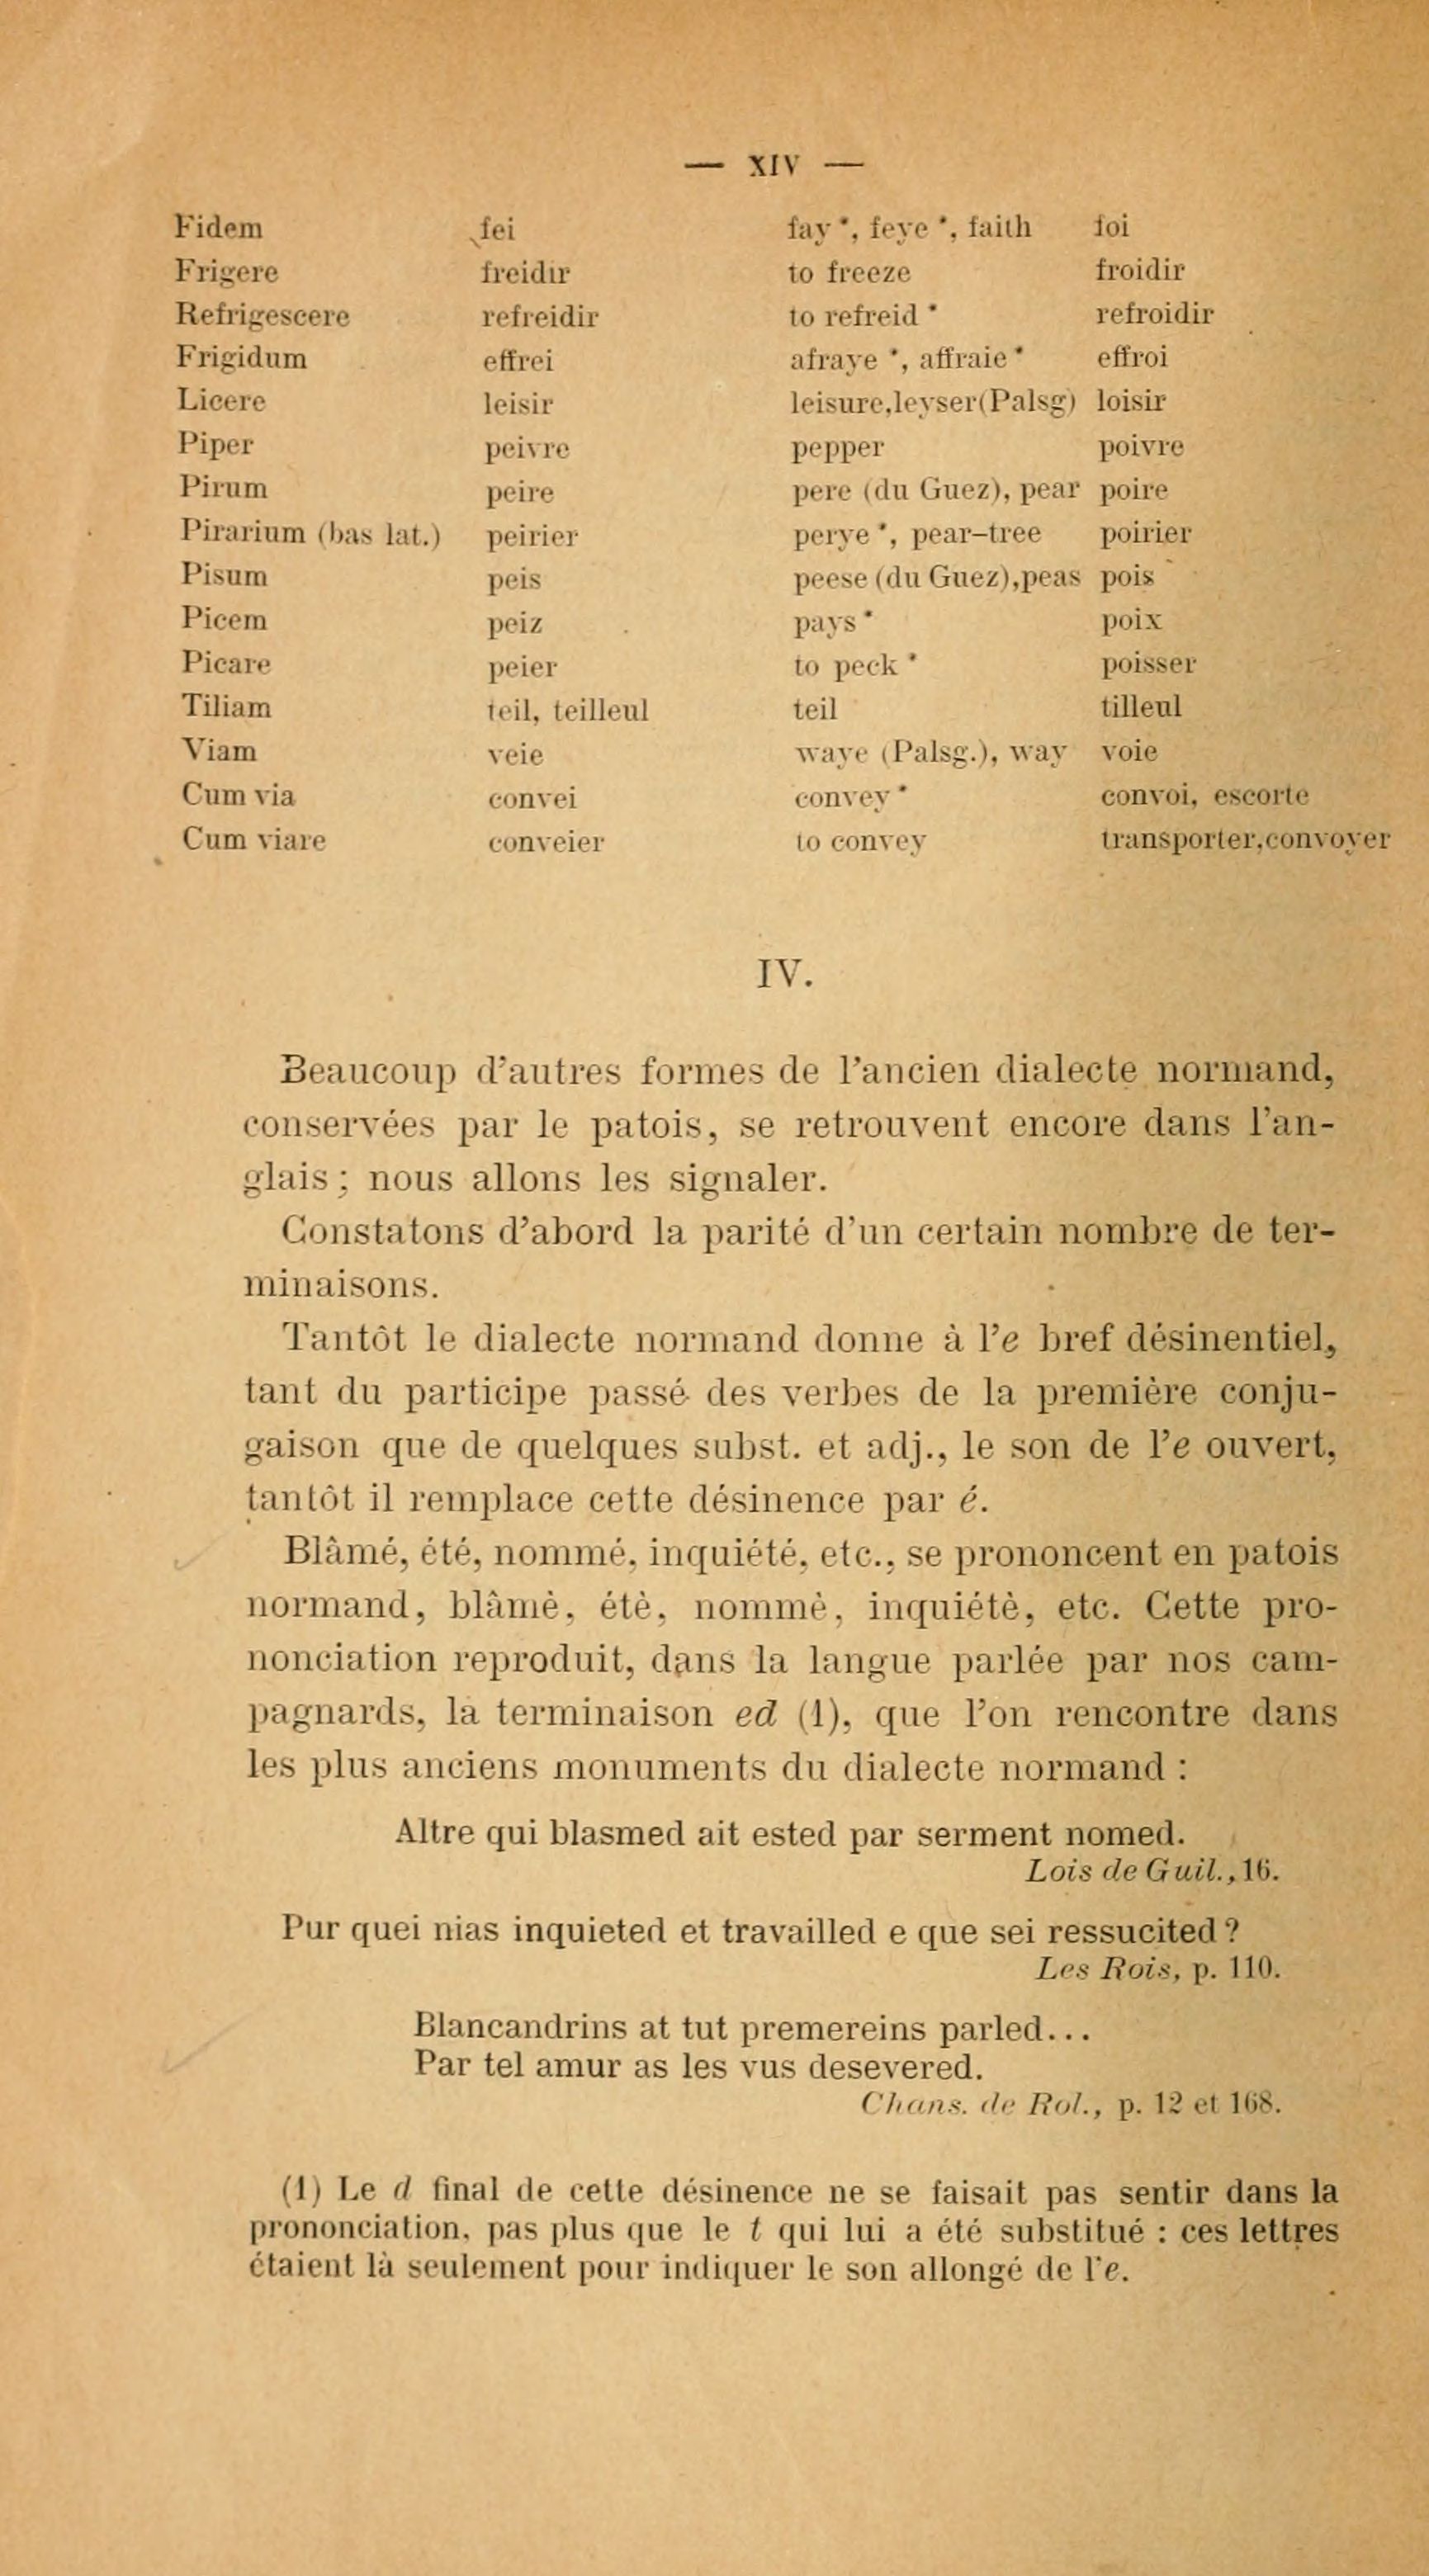 — XIV —
Fidem fei fay *, feye *, faith foi
Frigere freidir to freeze froidir
Refrigescere refreidir to refreid * refroidir
Frigidum effrei afraye *, affraie * effroi
Licere leisir leisure,leyser(Palsg) loisir
Piper peivre pepper poivre
Pirum peire pere (du Guez), pear poire
Pirarium (bas lat.) peirier perye *, pear-tree poirier
Pisum peis peese (du Guez),peas pois
Picem peiz pays * poix
Picare peier to peck * poisser
Tiliam teil, teilleul teil tilleul
Viam veie waye (Palsg.), way voie
Cum via convei convey * convoi, escorte
Cum viare conveier to convey transporter,convoyer
IV.
Beaucoup d'autres formes de l'ancien dialecte normand,
conservées par le patois, se retrouvent encore dans l'an-
glais ; nous allons les signaler.
Constatons d'abord la parité d'un certain nombre de ter-
minaisons.
Tantôt le dialecte normand donne à l'e bref désinentiel,
tant du participe passé des verbes de la première conju-
gaison que de quelques subst. et adj., le son de l'e ouvert,
tantôt il remplace cette désinence par é.
Blâmé, été, nommé, inquiété, etc., se prononcent en patois
normand, blâmè, étè, nommè, inquiétè, etc. Cette pro-
nonciation reproduit, dans la langue parlée par nos cam-
pagnards, la terminaison ed (1), que l'on rencontre dans
les plus anciens monuments du dialecte normand :
Altre qui blasmed ait ested par serment nomed.
Lois de Guil., 16.
Pur quei nias inquieted et travailled e que sei ressucited ?
Les Rois, p. 110.
Blancandrins at tut premereins parled...
Par tel amur as les vus desevered.
Chans. de Rol., p. 12 et 168.
(1) Le d final de cette désinence ne se faisait pas sentir dans la
prononciation, pas plus que le t qui lui a été substitué : ces lettres
étaient là seulement pour indiquer le son allongé de l'e.